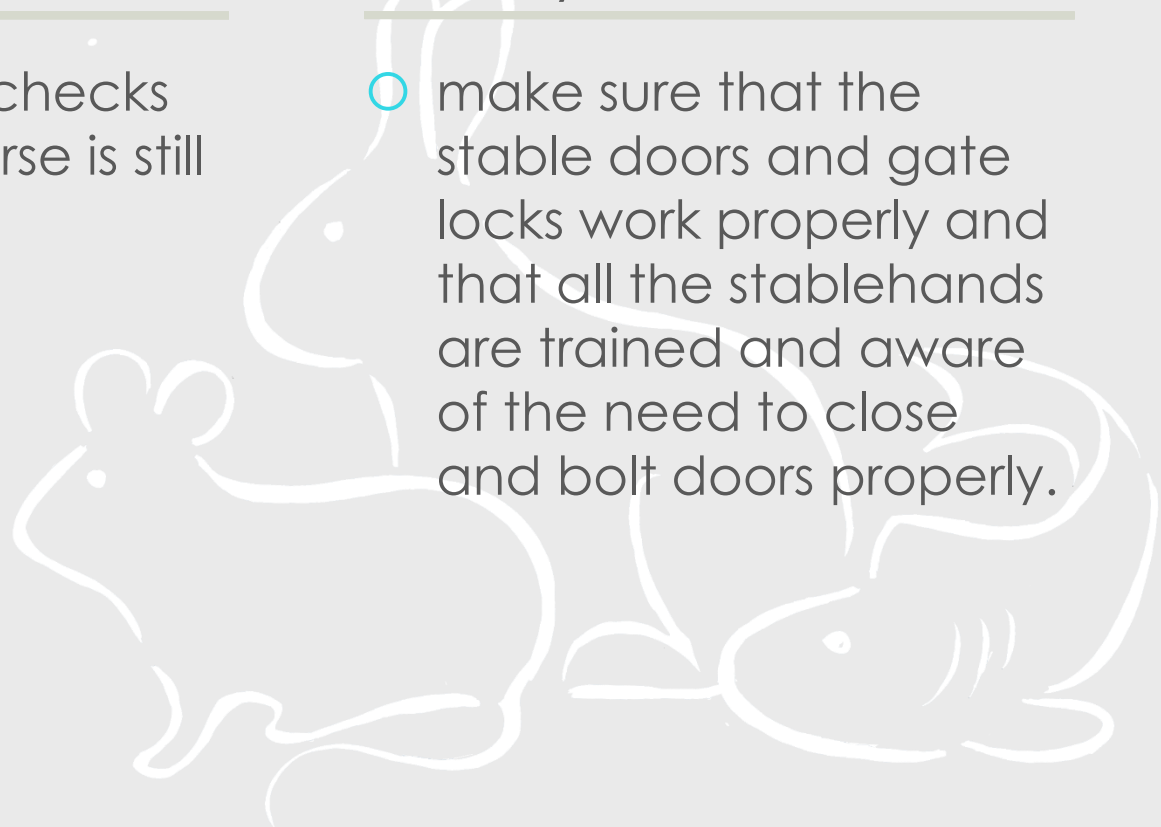 checks
rse is still
make sure that the
stable doors and gate
locks work properly and
that all the stablehands
are trained and aware
of the need to close
and bolt doors properly.